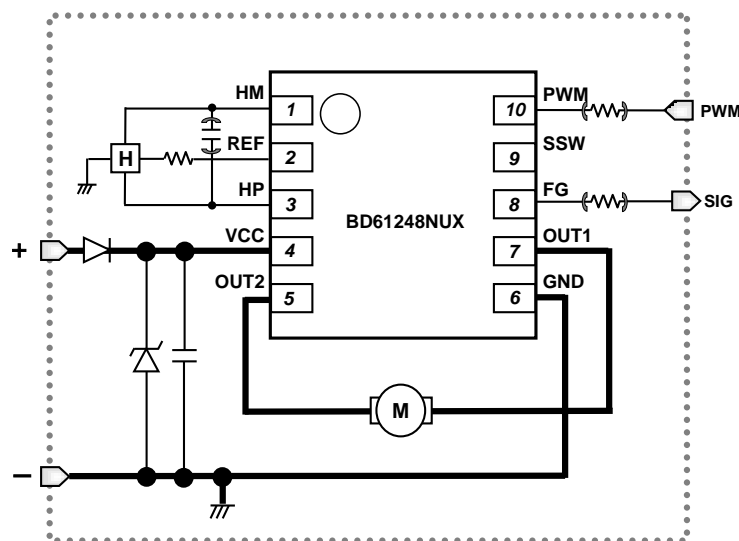 HM
1
REF
2
HP
3
VCC
4
OUT2
5
H
+
−
BD61248NUX
PWM
10
SSW
9
FG
8
OUT1
7
GND
6
PWM
SIG
M